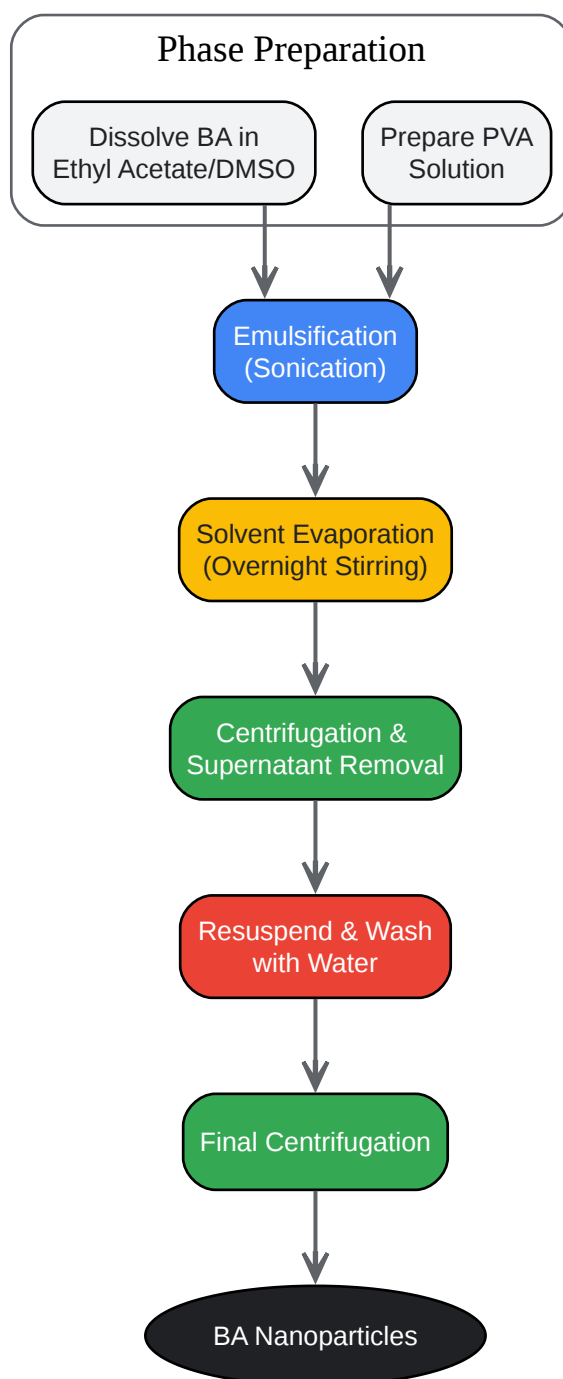 Phase Preparation
Dissolve BA in
Ethyl Acetate/DMSO
Prepare PVA
Solution
Emulsification
(Sonication)
Solvent Evaporation
(Overnight Stirring)
Centrifugation &
Supernatant Removal
Resuspend & Wash
with Water
Final Centrifugation
BA Nanoparticles